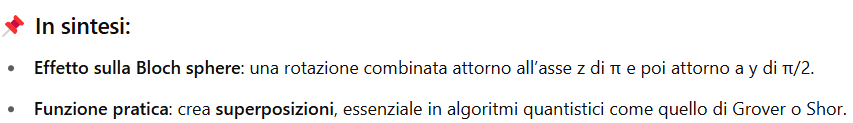 📌 In sintesi:
• Effetto sulla Bloch sphere: una rotazione combinata attorno all’asse z di π e poi attorno a y di π/2.
• Funzione pratica: crea superposizioni, essenziale in algoritmi quantistici come quello di Grover o Shor.